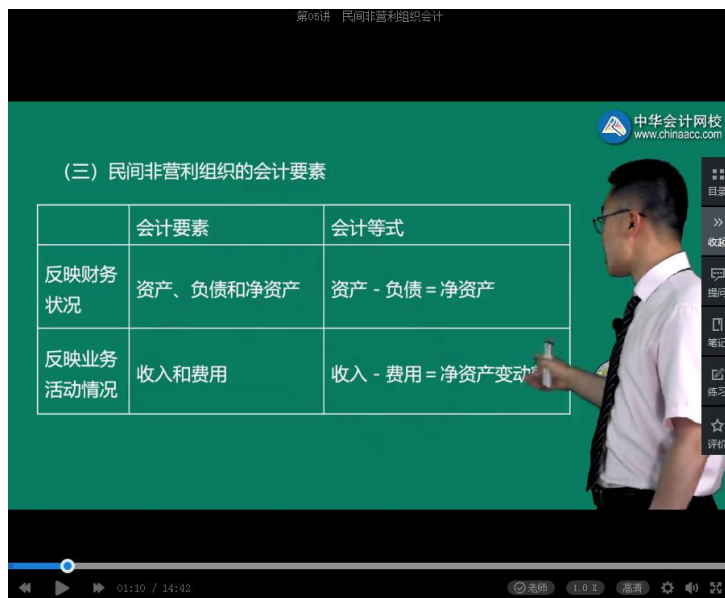 第05讲 民间非营利组织会计
中华会计网校
www.chinaacc.com
（三）民间非营利组织的会计要素
会计要素
会计等式
反映财务
状况
资产、负债和净资产
资产 - 负债 = 净资产
反映业务
活动情况
收入和费用
收入 - 费用 = 净资产变动
目录
收起
提问
笔记
练习
评价
01:10 / 14:42
老师
1.0 X
高清